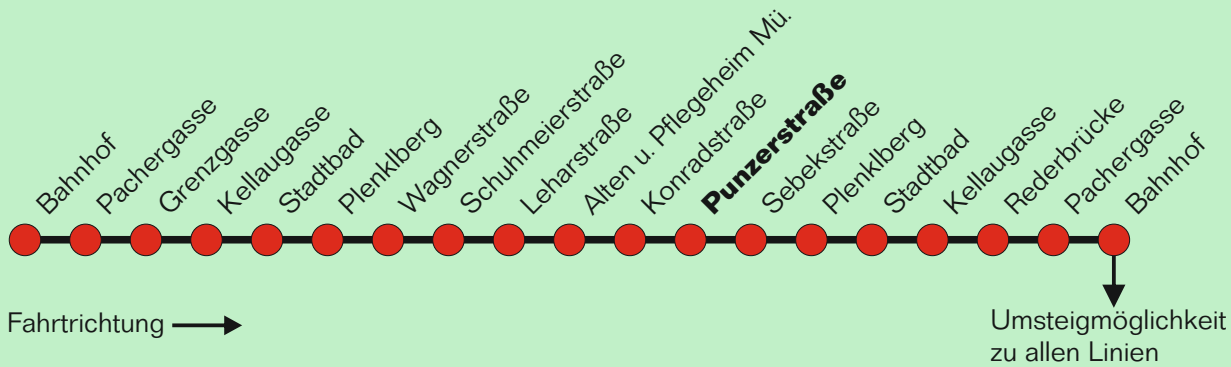 Bahnhof
Pachergasse
Grenzgasse
Kellaugasse
Stadtbad
Plenklberg
Wagnerstraße
Schuhmeierstraße
Leharstraße
Alten u. Pflegeheim Mü.
Konradstraße
Punzerstraße
Sebekstraße
Plenklberg
Stadtbad
Kellaugasse
Rederbrücke
Pachergasse
Bahnhof
Fahrtrichtung
Umsteigmöglichkeit
zu allen Linien